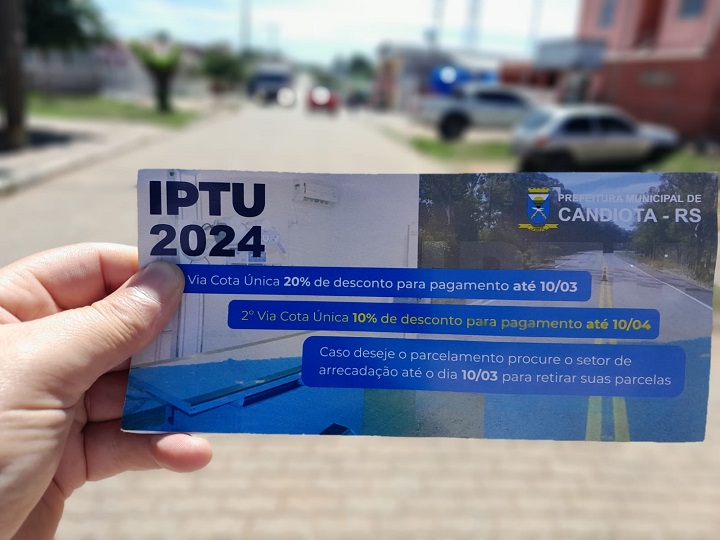 IPTU
2024
PREFEITURA MUNICIPAL DE
CANDIOTA - RS
Via Cota Única 20% de desconto para pagamento até 10/03
2º Via Cota Única 10% de desconto para pagamento até 10/04
Caso deseje o parcelamento procure o setor de
arrecadação até o dia 10/03 para retirar suas parcelas